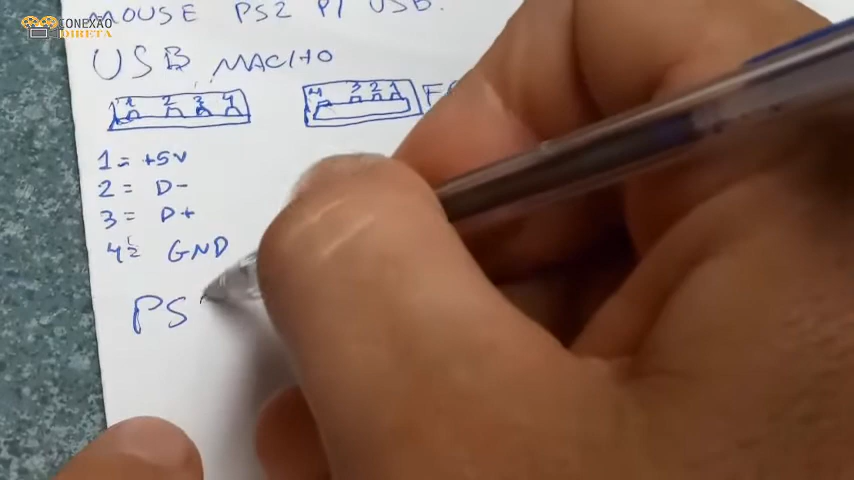 CONEXÃO
DIRETA
MOUSE PS2 P/ USB.
USB MACHO
1 2 3 4
4 3 2 1
1 = +5V
2 = D-
3 = D+
4 = GND
PS